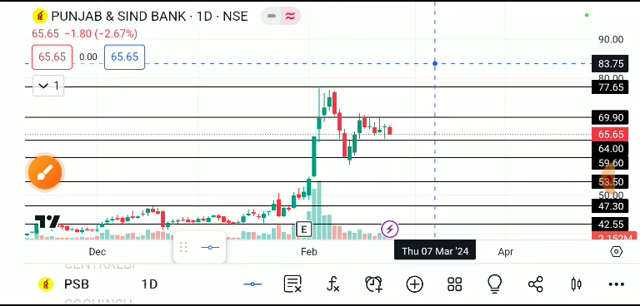 PUNJAB & SIND BANK · 1D · NSE
65.65 −1.80 (−2.67%)
65.65 0.00 65.65
1
90.00
83.75
80.00
77.65
69.90
65.65
64.00
59.60
53.50
50.00
47.30
42.55
E
Dec Feb Thu 07 Mar '24 Apr
PSB 1D